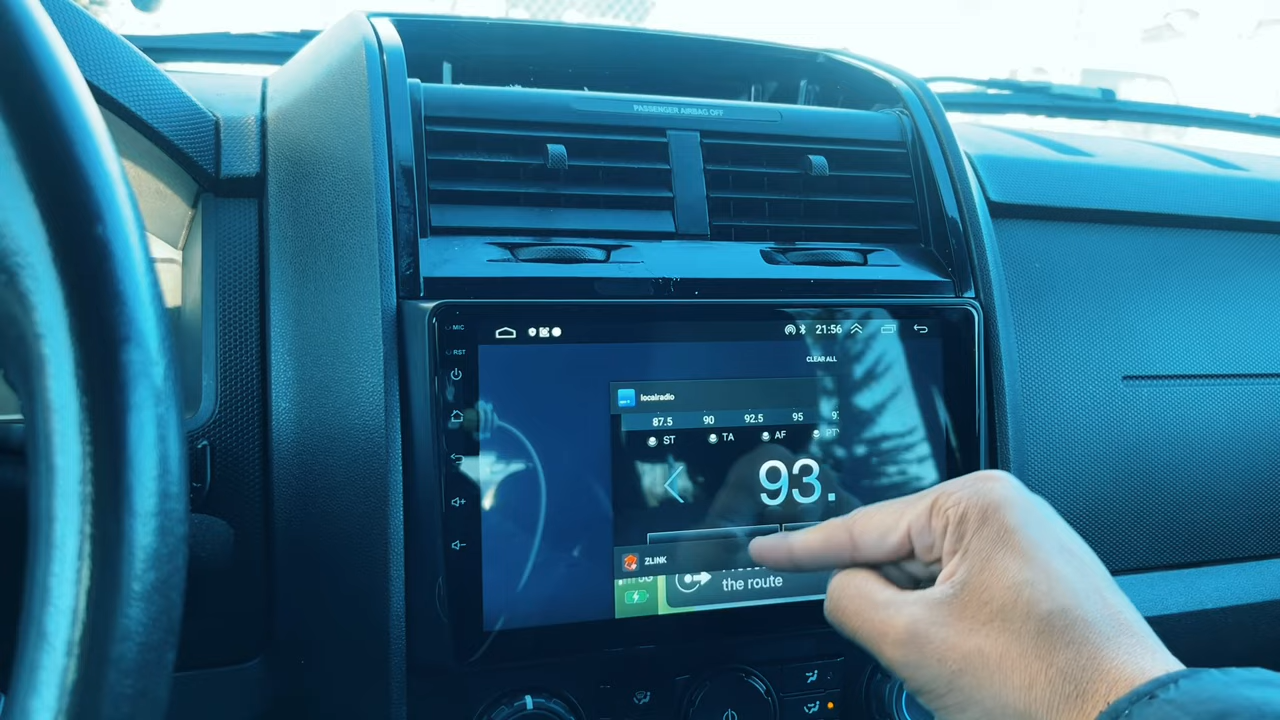 PASSENGER AIRBAG OFF
MIC
21:56
RST
CLEAR ALL
localradio
87.5 90 92.5 95
ST TA AF
93.
ZLINK
5G
the route